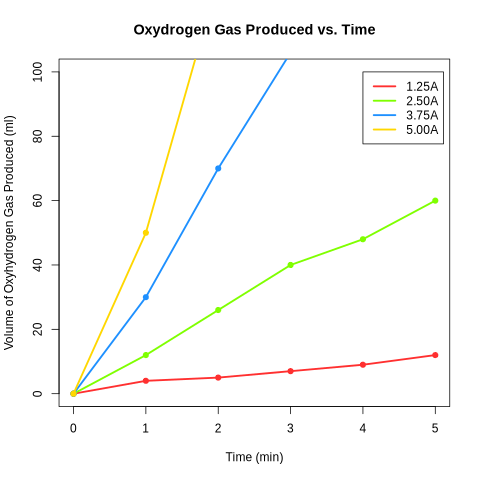 Oxydrogen Gas Produced vs. Time
Volume of Oxyhydrogen Gas Produced (ml)
100
80
60
40
20
0
1.25A
2.50A
3.75A
5.00A
0 1 2 3 4 5
Time (min)